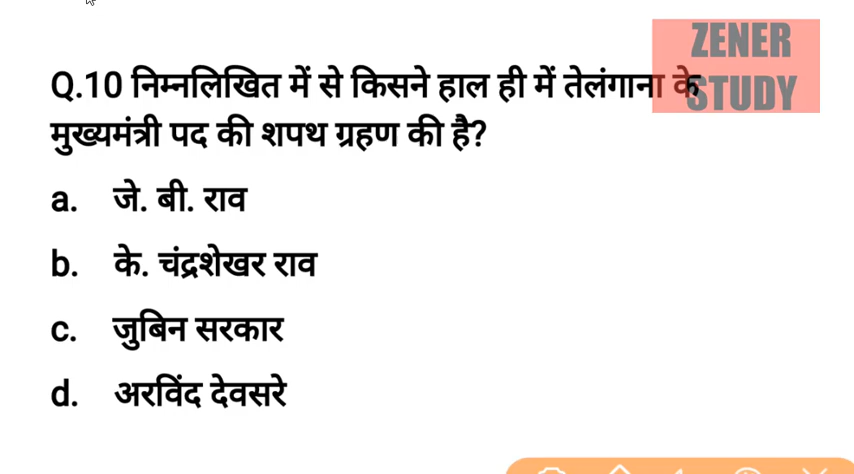 ZENER
STUDY
Q.10 निम्नलिखित में से किसने हाल ही में तेलंगाना के
मुख्यमंत्री पद की शपथ ग्रहण की है?
a. जे. बी. राव
b. के. चंद्रशेखर राव
c. जुबिन सरकार
d. अरविंद देवसरे